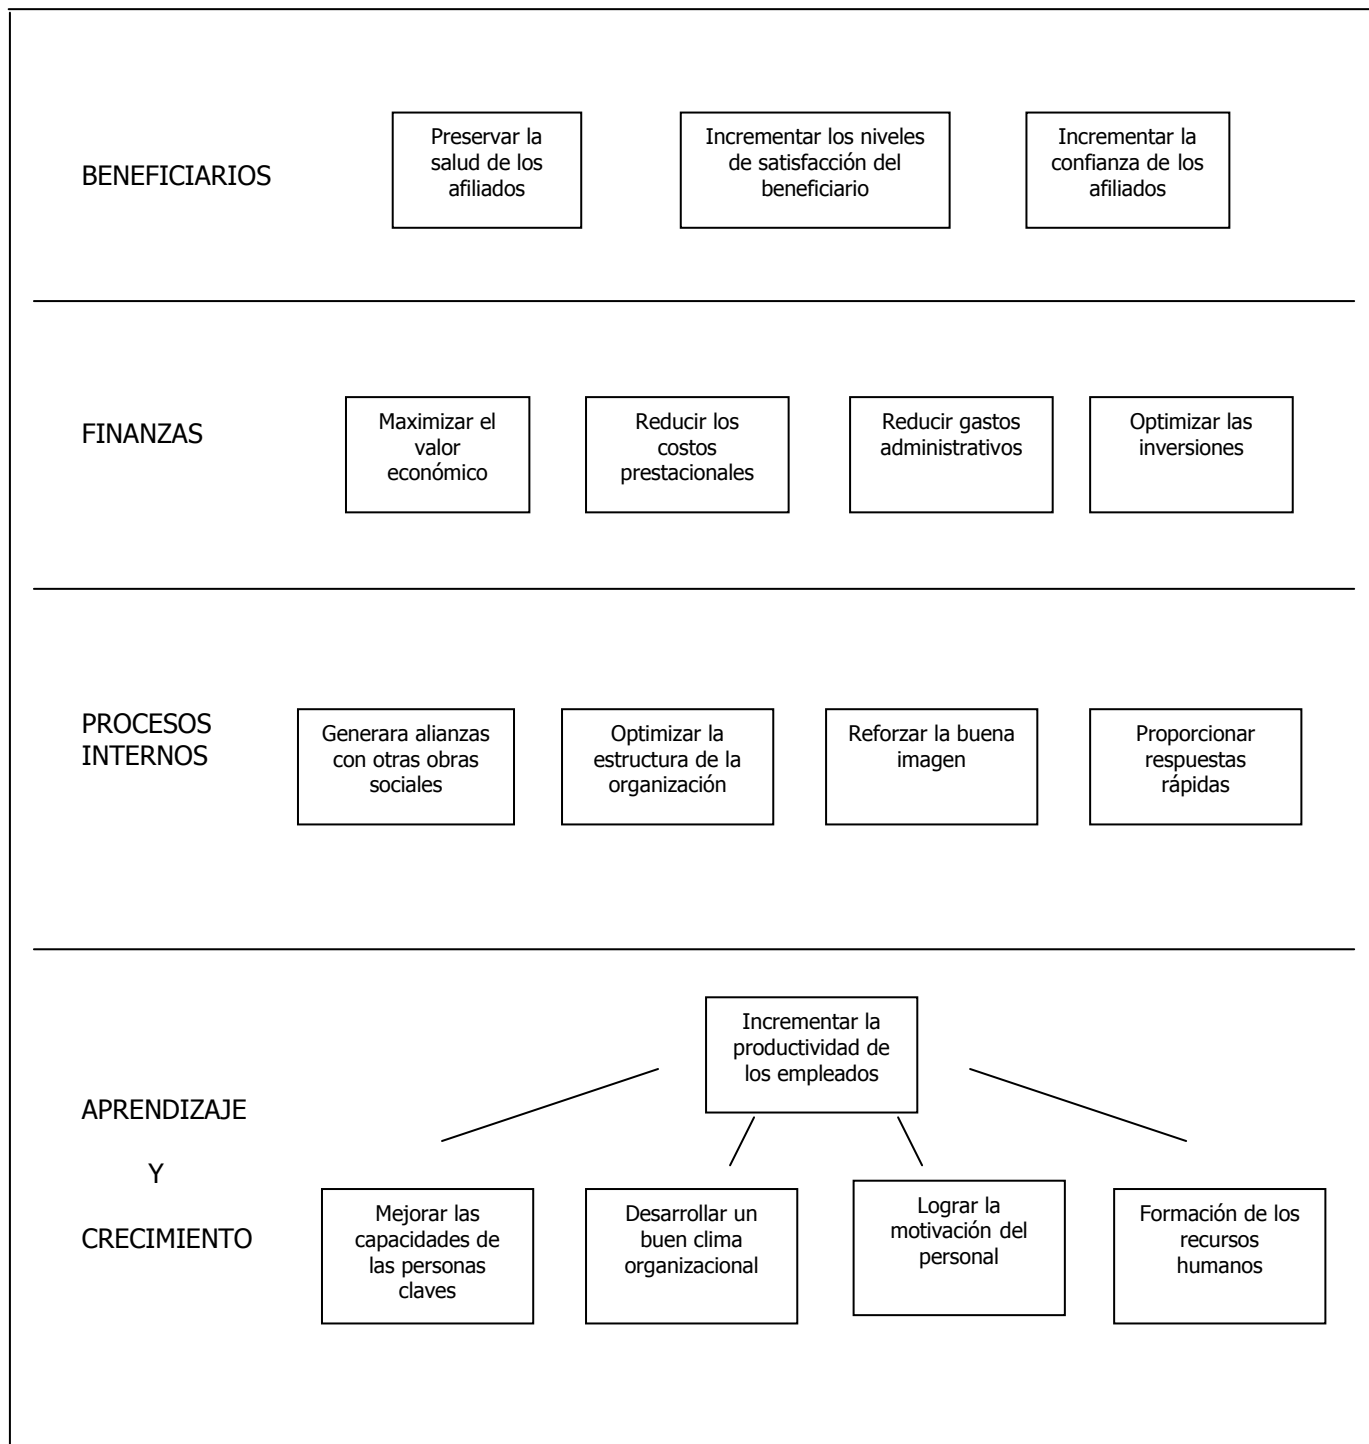 BENEFICIARIOS
Preservar la
salud de los
afiliados
Incrementar los niveles
de satisfacción del
beneficiario
Incrementar la
confianza de los
afiliados
FINANZAS
Maximizar el
valor
económico
Reducir los
costos
prestacionales
Reducir gastos
administrativos
Optimizar las
inversiones
PROCESOS
INTERNOS
Generara alianzas
con otras obras
sociales
Optimizar la
estructura de la
organización
Reforzar la buena
imagen
Proporcionar
respuestas
rápidas
APRENDIZAJE
Y
CRECIMIENTO
Incrementar la
productividad de
los empleados
Mejorar las
capacidades de
las personas
claves
Desarrollar un
buen clima
organizacional
Lograr la
motivación del
personal
Formación de los
recursos
humanos